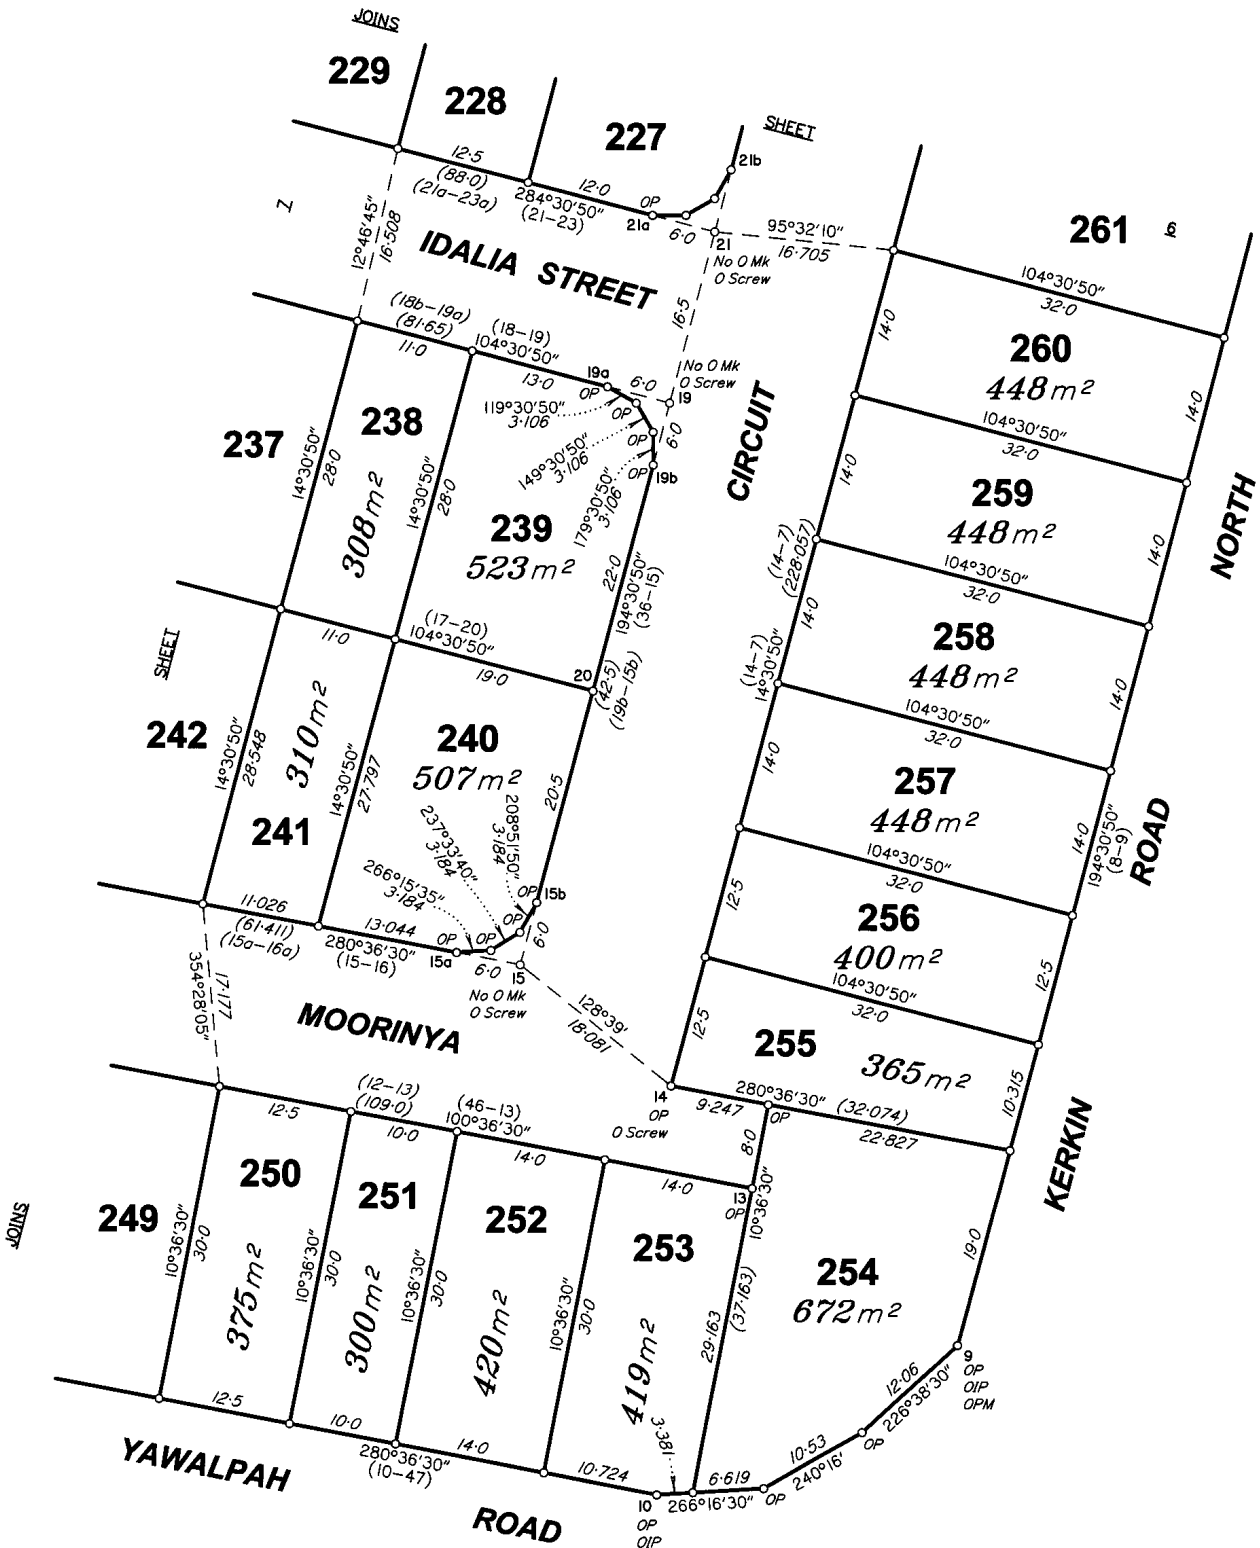 JOINS
229
228
227
SHEET
21b
12·5
(88·0)
(21a–23a)
12·0
284°30'50"
(21–23)
OP
21a
6·0
21
No O Mk
O Screw
95°32'10"
16·705
261
6
7
12°46'45"
16·508
IDALIA STREET
16·5
104°30'50"
32·0
14·0
260
448m²
14·0
(18b–19a)
(81·65)
11·0
(18–19)
104°30'50"
13·0
19a
OP
6·0
No O Mk
O Screw
19
119°30'50"
3·106
6·0
OP
149°30'50"
3·106
OP
19b
179°30'50"
3·106
CIRCUIT
104°30'50"
32·0
14·0
259
448m²
14·0
NORTH
237
14°30'50"
28·0
238
308m²
14°30'50"
28·0
239
523m²
22·0
194°30'50"
(36–15)
(14–7)
(228·057)
14·0
104°30'50"
32·0
258
448m²
14·0
(14–7)
14°30'50"
SHEET
11·0
(17–20)
104°30'50"
19·0
20
(42·5)
(19b–15b)
104°30'50"
32·0
14·0
257
448m²
14·0
194°30'50"
(8–9)
ROAD
242
14°30'50"
28·548
310m²
241
14°30'50"
27·797
240
507m²
20·5
208°51'50"
3·184
237°33'40"
3·184
266°15'35"
3·184
OP
15b
OP
6·0
104°30'50"
32·0
12·5
256
400m²
12·5
11·026
(61·411)
(15a–16a)
13·044
280°36'30"
(15–16)
OP
15a
OP
6·0
15
No O Mk
O Screw
354°28'05"
17·177
MOORINYA
128°39'
18·081
104°30'50"
32·0
12·5
255
365m²
10·315
14
OP
O Screw
280°36'30"
(32·074)
9·247
OP
22·827
KERKIN
12·5
(12–13)
(109·0)
10·0
(46–13)
100°36'30"
14·0
14·0
8·0
13
OP
10°36'30"
JOINS
249
10°36'30"
30·0
250
375m²
10°36'30"
30·0
251
300m²
10°36'30"
30·0
252
420m²
10°36'30"
30·0
253
419m²
29·163
(37·163)
254
672m²
19·0
9
OP
OIP
OPM
12·06
226°38'30"
OP
10·53
240°16'
OP
12·5
10·0
280°36'30"
(10–47)
14·0
10·724
3·381
6·619
266°16'30"
10
OP
OIP
YAWALPAH
ROAD